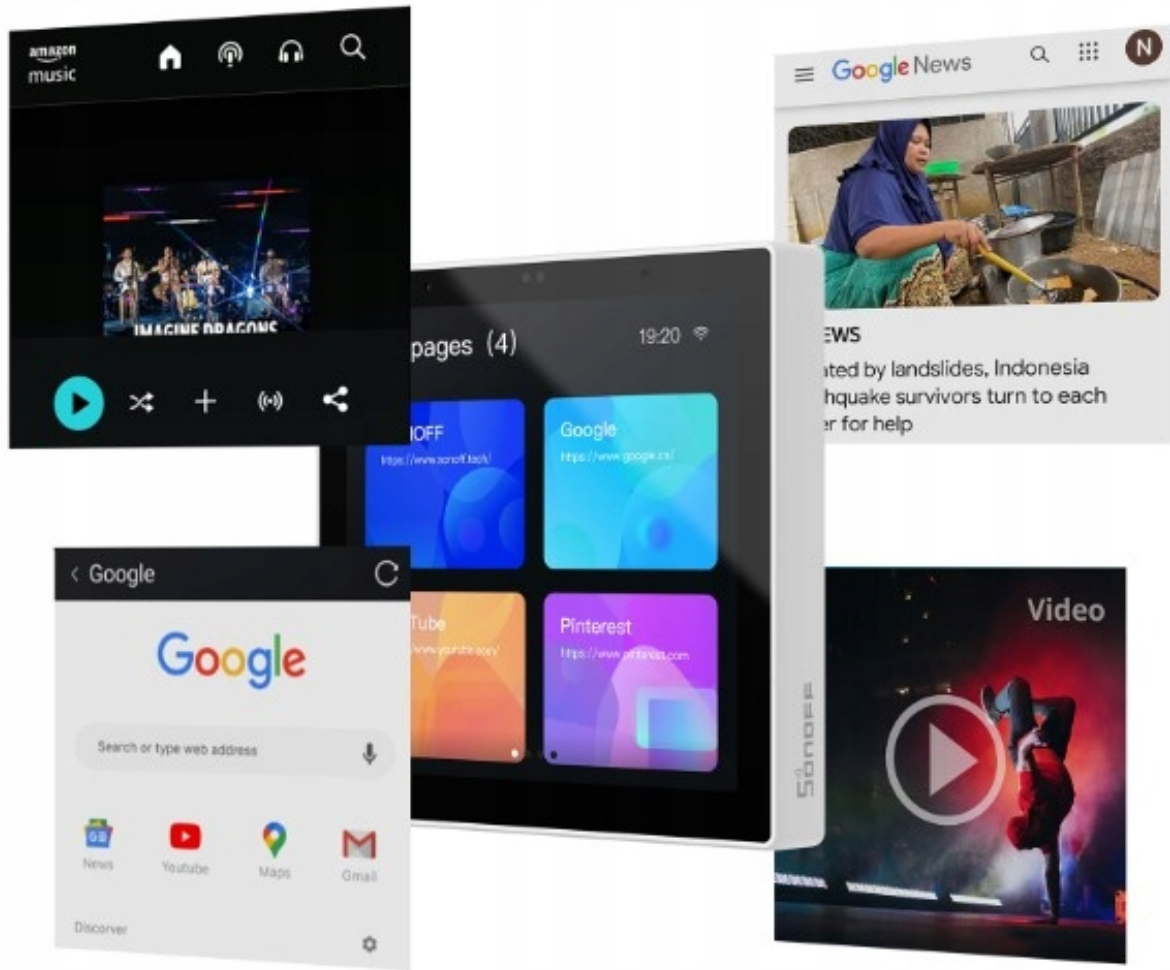 amazon
music
IMAGINE DRAGONS
Google News
N
EWS
ated by landslides, Indonesia
hquake survivors turn to each
er for help
pages (4)
19:20
OFF
https://www.sonoff.tech/
Google
https://www.google.cs/
Tube
Pinterest
https://www.pinterest.com
SONOFF
Google
Google
Search or type web address
News
Youtube
Maps
Gmail
Discorver
Video